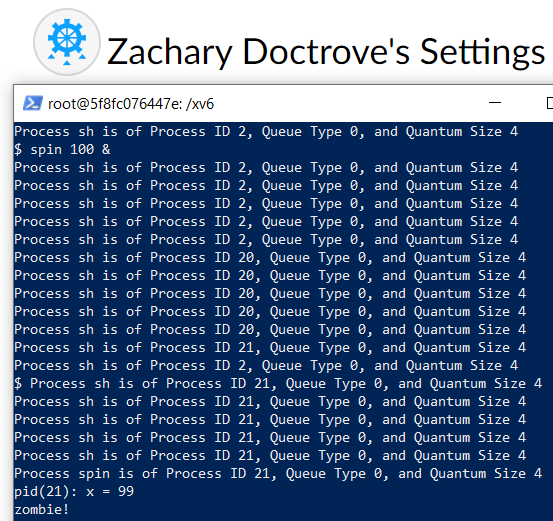 Zachary Doctrove's Settings
root@5f8fc076447e: /xv6
Process sh is of Process ID 2, Queue Type 0, and Quantum Size 4
$ spin 100 &
Process sh is of Process ID 2, Queue Type 0, and Quantum Size 4
Process sh is of Process ID 2, Queue Type 0, and Quantum Size 4
Process sh is of Process ID 2, Queue Type 0, and Quantum Size 4
Process sh is of Process ID 2, Queue Type 0, and Quantum Size 4
Process sh is of Process ID 2, Queue Type 0, and Quantum Size 4
Process sh is of Process ID 20, Queue Type 0, and Quantum Size 4
Process sh is of Process ID 20, Queue Type 0, and Quantum Size 4
Process sh is of Process ID 20, Queue Type 0, and Quantum Size 4
Process sh is of Process ID 20, Queue Type 0, and Quantum Size 4
Process sh is of Process ID 20, Queue Type 0, and Quantum Size 4
Process sh is of Process ID 21, Queue Type 0, and Quantum Size 4
Process sh is of Process ID 2, Queue Type 0, and Quantum Size 4
$ Process sh is of Process ID 21, Queue Type 0, and Quantum Size 4
Process sh is of Process ID 21, Queue Type 0, and Quantum Size 4
Process sh is of Process ID 21, Queue Type 0, and Quantum Size 4
Process sh is of Process ID 21, Queue Type 0, and Quantum Size 4
Process sh is of Process ID 21, Queue Type 0, and Quantum Size 4
Process spin is of Process ID 21, Queue Type 0, and Quantum Size 4
pid(21): x = 99
zombie!